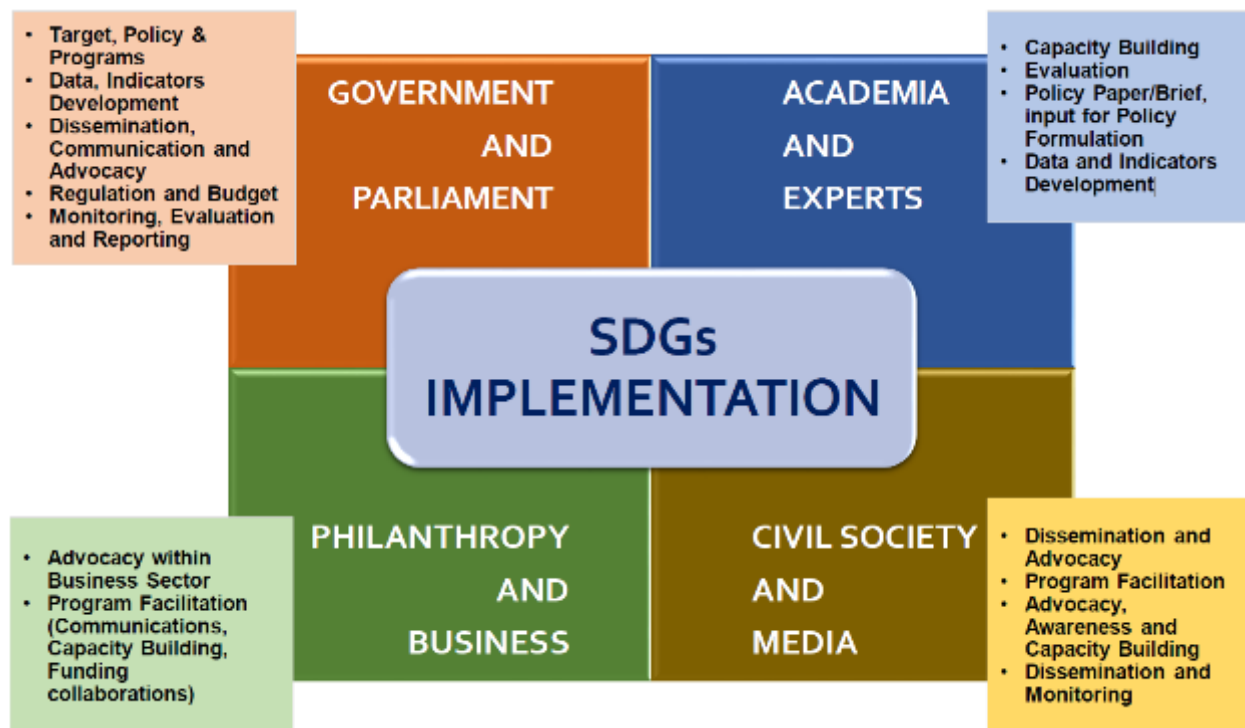 • Target, Policy &
Programs
• Data, Indicators
Development
• Dissemination,
Communication and
Advocacy
• Regulation and Budget
• Monitoring, Evaluation
and Reporting
GOVERNMENT
AND
PARLIAMENT
ACADEMIA
AND
EXPERTS
• Capacity Building
• Evaluation
• Policy Paper/Brief,
input for Policy
Formulation
• Data and Indicators
Development
SDGs
IMPLEMENTATION
• Advocacy within
Business Sector
• Program Facilitation
(Communications,
Capacity Building,
Funding
collaborations)
PHILANTHROPY
AND
BUSINESS
CIVIL SOCIETY
AND
MEDIA
• Dissemination and
Advocacy
• Program Facilitation
• Advocacy,
Awareness and
Capacity Building
• Dissemination and
Monitoring